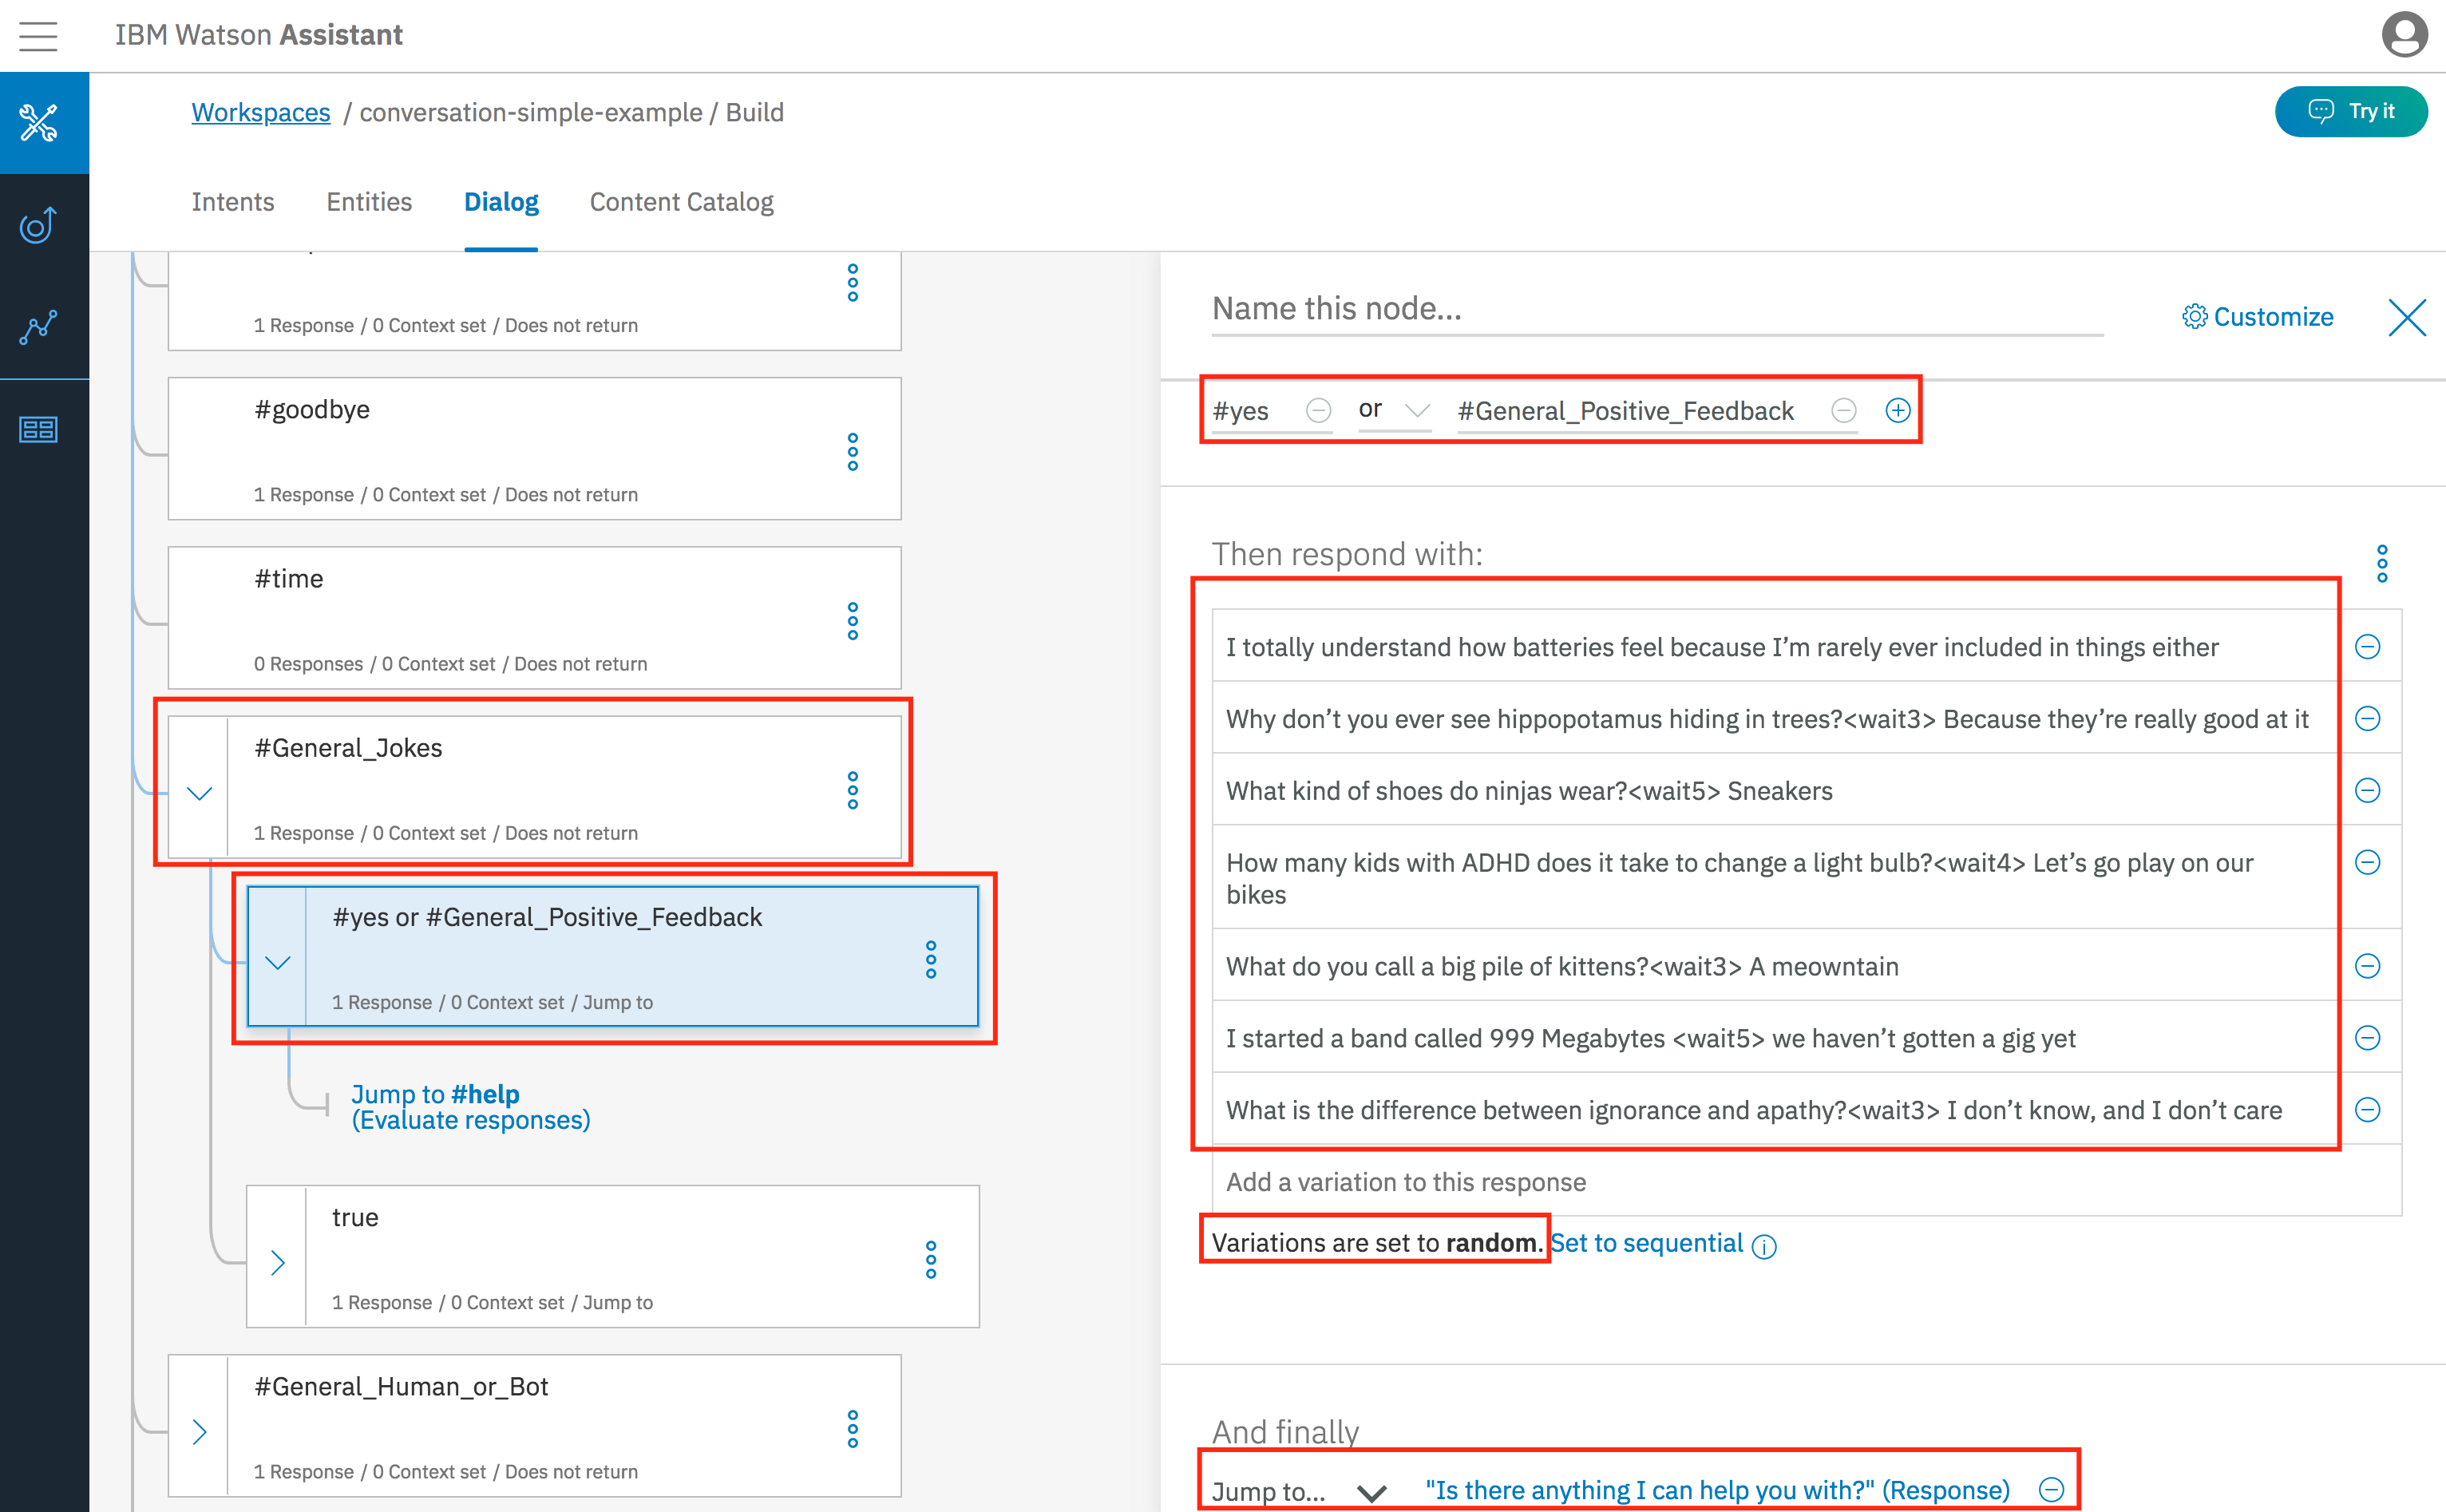 IBM Watson Assistant
Workspaces / conversation-simple-example / Build
Try it
Intents
Entities
Dialog
Content Catalog
1 Response / 0 Context set / Does not return
#goodbye
1 Response / 0 Context set / Does not return
#time
0 Responses / 0 Context set / Does not return
#General_Jokes
1 Response / 0 Context set / Does not return
#yes or #General_Positive_Feedback
1 Response / 0 Context set / Jump to
Jump to #help
(Evaluate responses)
true
1 Response / 0 Context set / Jump to
#General_Human_or_Bot
1 Response / 0 Context set / Does not return
Name this node...
Customize
#yes or #General_Positive_Feedback
Then respond with:
I totally understand how batteries feel because I’m rarely ever included in things either
Why don’t you ever see hippopotamus hiding in trees?<wait3> Because they’re really good at it
What kind of shoes do ninjas wear?<wait5> Sneakers
How many kids with ADHD does it take to change a light bulb?<wait4> Let’s go play on our
bikes
What do you call a big pile of kittens?<wait3> A meowntain
I started a band called 999 Megabytes <wait5> we haven’t gotten a gig yet
What is the difference between ignorance and apathy?<wait3> I don’t know, and I don’t care
Add a variation to this response
Variations are set to random. Set to sequential
And finally
Jump to... "Is there anything I can help you with?" (Response)